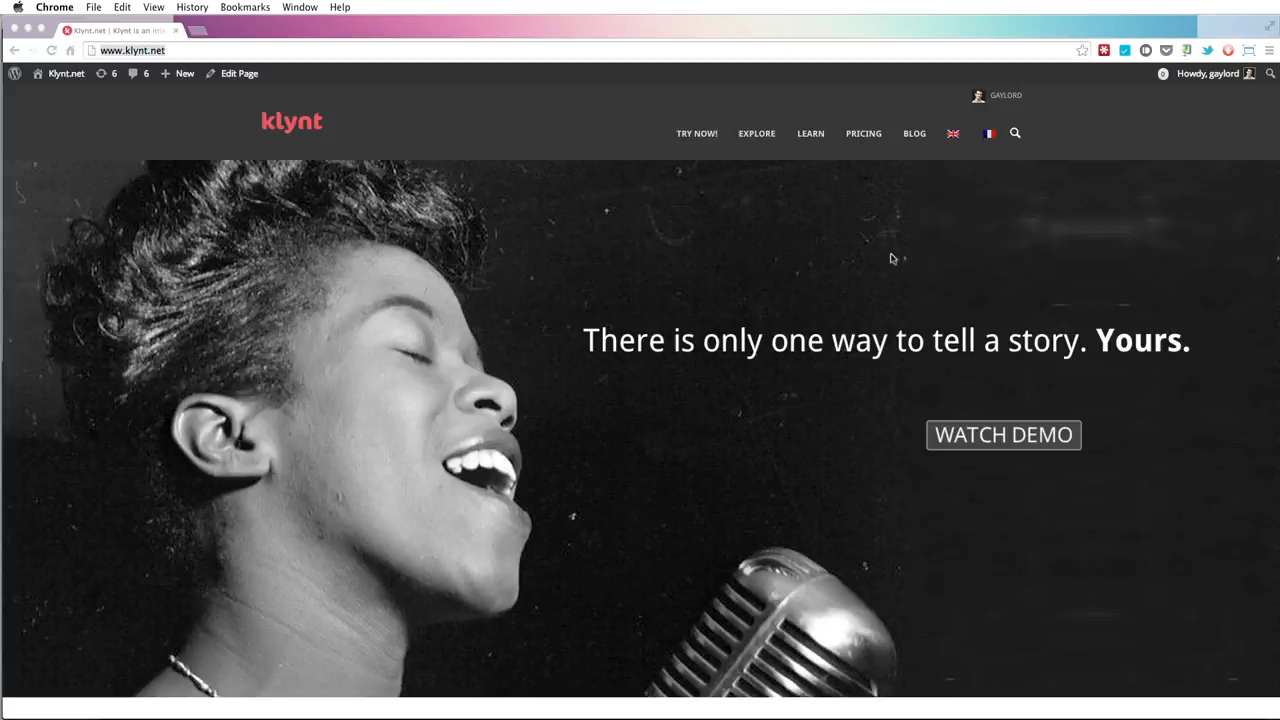 Chrome File Edit View History Bookmarks Window Help
Klynt.net | Klynt is an inte
www.klynt.net
Klynt.net 6 6 New Edit Page 0 Howdy, gaylord
GAYLORD
klynt
TRY NOW! EXPLORE LEARN PRICING BLOG
There is only one way to tell a story. Yours.
WATCH DEMO